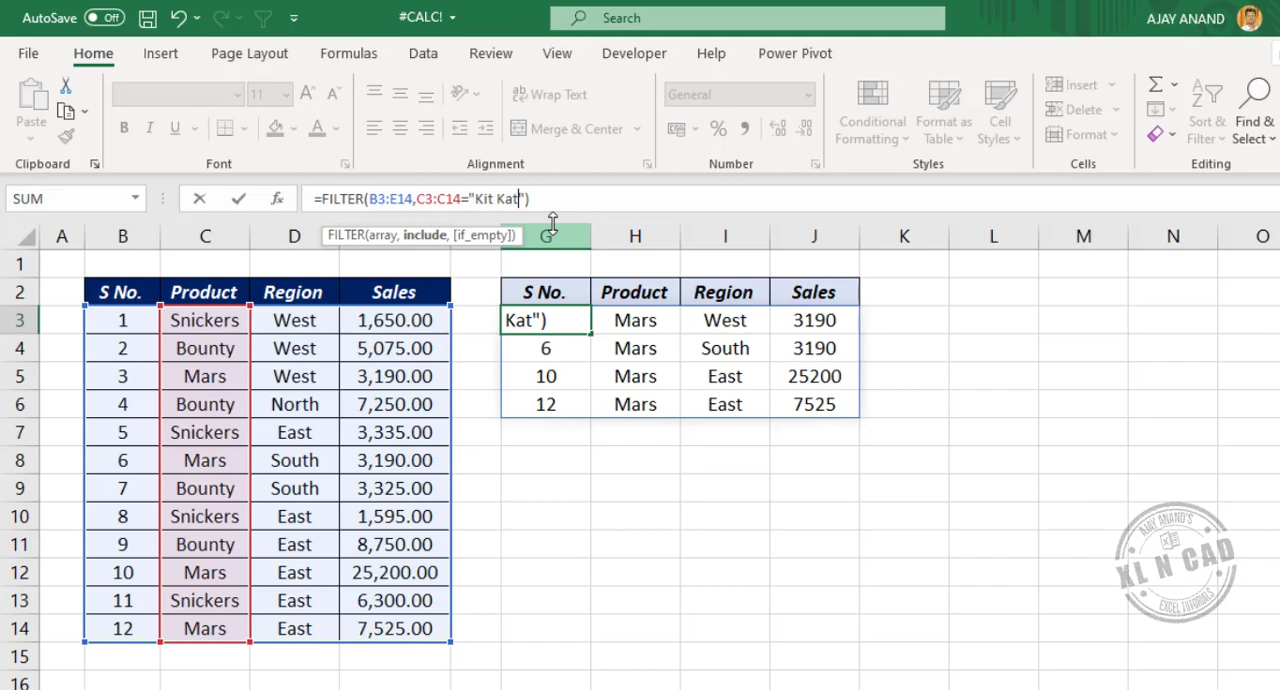 AutoSave Off #CALC! Search AJAY ANAND
File Home Insert Page Layout Formulas Data Review View Developer Help Power Pivot
Paste 11 A A ab Wrap Text General Conditional Formatting Format as Table Cell Styles Insert Sort & Filter Find & Select
B I U A Merge & Center % Delete
Format
Clipboard Font Alignment Number Styles Cells Editing
SUM fx =FILTER(B3:E14,C3:C14="Kit Kat")
FILTER(array, include, [if_empty])
A B C D G H I J K L M N O
1
2 S No. Product Region Sales S No. Product Region Sales
3 1 Snickers West 1,650.00 Kat") Mars West 3190
4 2 Bounty West 5,075.00 6 Mars South 3190
5 3 Mars West 3,190.00 10 Mars East 25200
6 4 Bounty North 7,250.00 12 Mars East 7525
7 5 Snickers East 3,335.00
8 6 Mars South 3,190.00
9 7 Bounty South 3,325.00
10 8 Snickers East 1,595.00
11 9 Bounty East 8,750.00
12 10 Mars East 25,200.00
13 11 Snickers East 6,300.00
14 12 Mars East 7,525.00
15
16
AJAY ANAND'S
XL N CAD
EXCEL TUTORIALS